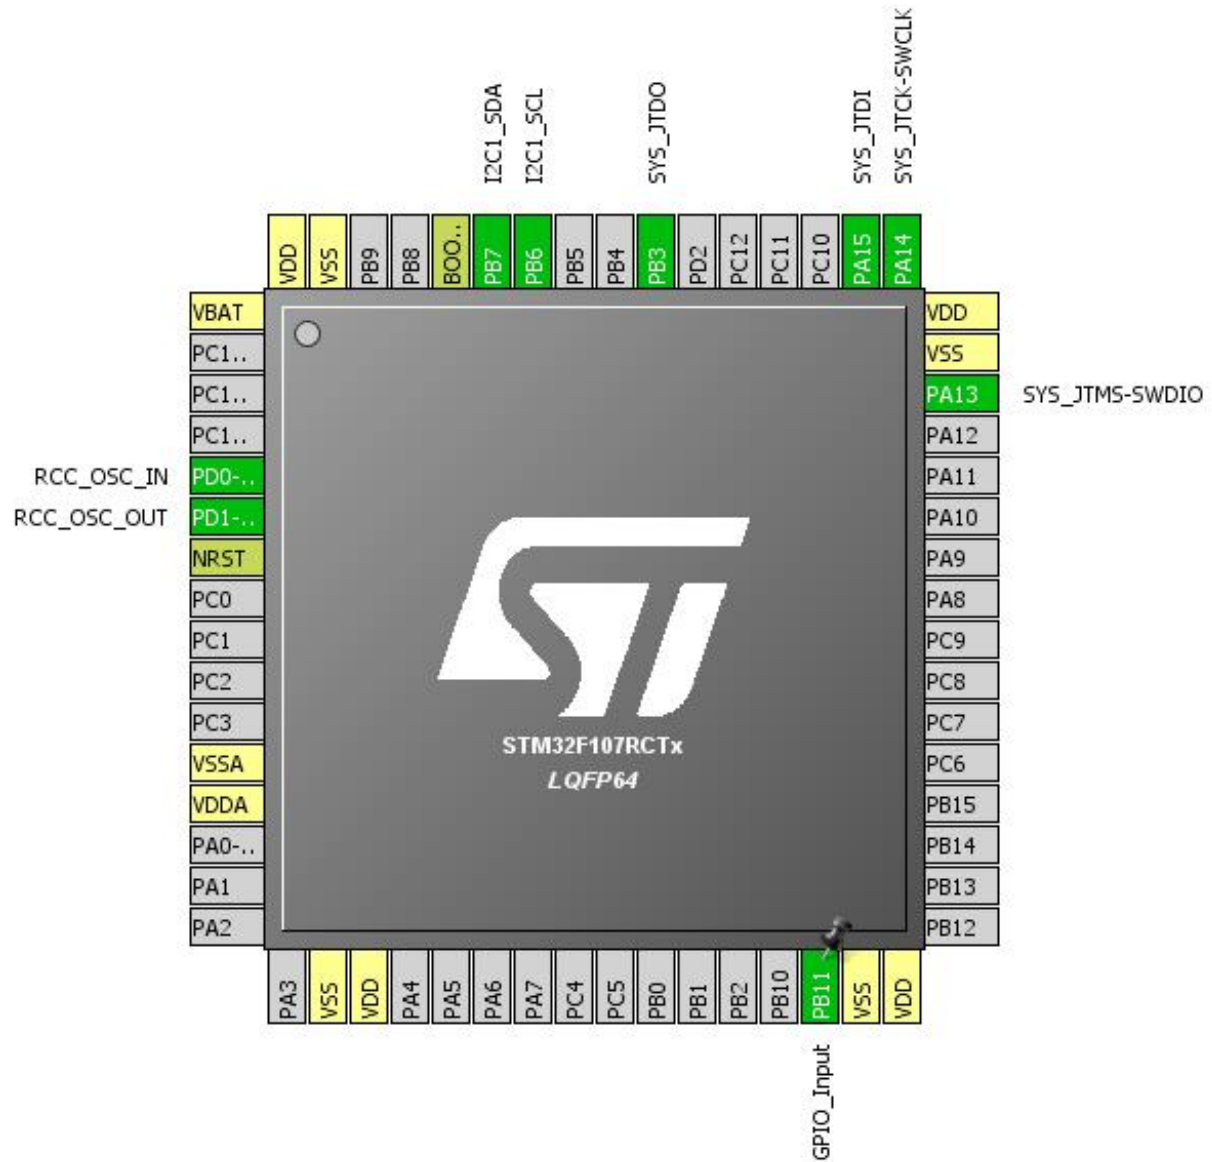 I2C1_SDA
I2C1_SCL
SYS_JTDO
SYS_JTDI
SYS_JTCK-SWCLK
VDD
VSS
PB9
PB8
BOO..
PB7
PB6
PB5
PB4
PB3
PD2
PC12
PC11
PC10
PA15
PA14
VBAT
PC1..
PC1..
PC1..
RCC_OSC_IN PD0-..
RCC_OSC_OUT PD1-..
NRST
PC0
PC1
PC2
PC3
VSSA
VDDA
PA0-..
PA1
PA2
ST
STM32F107RCTx
LQFP64
VDD
VSS
PA13 SYS_JTMS-SWDIO
PA12
PA11
PA10
PA9
PA8
PC9
PC8
PC7
PC6
PB15
PB14
PB13
PB12
PA3
VSS
VDD
PA4
PA5
PA6
PA7
PC4
PC5
PB0
PB1
PB2
PB10
PB11
VSS
VDD
GPIO_Input